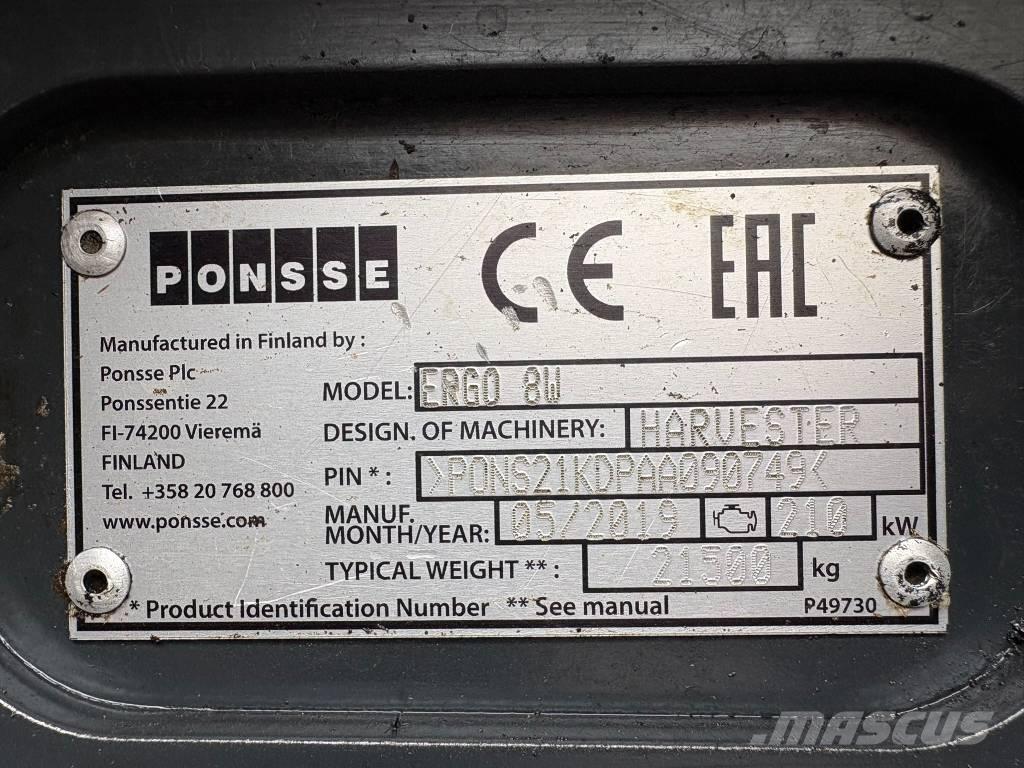 PONSSE CE EAC
Manufactured in Finland by :
Ponsse Plc
Ponssentie 22
FI-74200 Vieremä
FINLAND
Tel. +358 20 768 800
www.ponsse.com
MODEL: ERGO 8W
DESIGN. OF MACHINERY: HARVESTER
PIN * : >PONS21KDPAA090749<
MANUF.
MONTH/YEAR: 05/2019 210 kW
TYPICAL WEIGHT ** : 21500 kg
* Product Identification Number ** See manual P49730
MASCUS